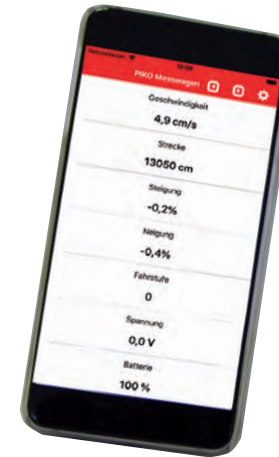 PIKO Messwagen
Geschwindigkeit
4,9 cm/s
Strecke
13050 cm
Steigung
-0,2%
Neigung
-0,4%
Fahrstufe
0
Spannung
0,0 V
Batterie
100 %